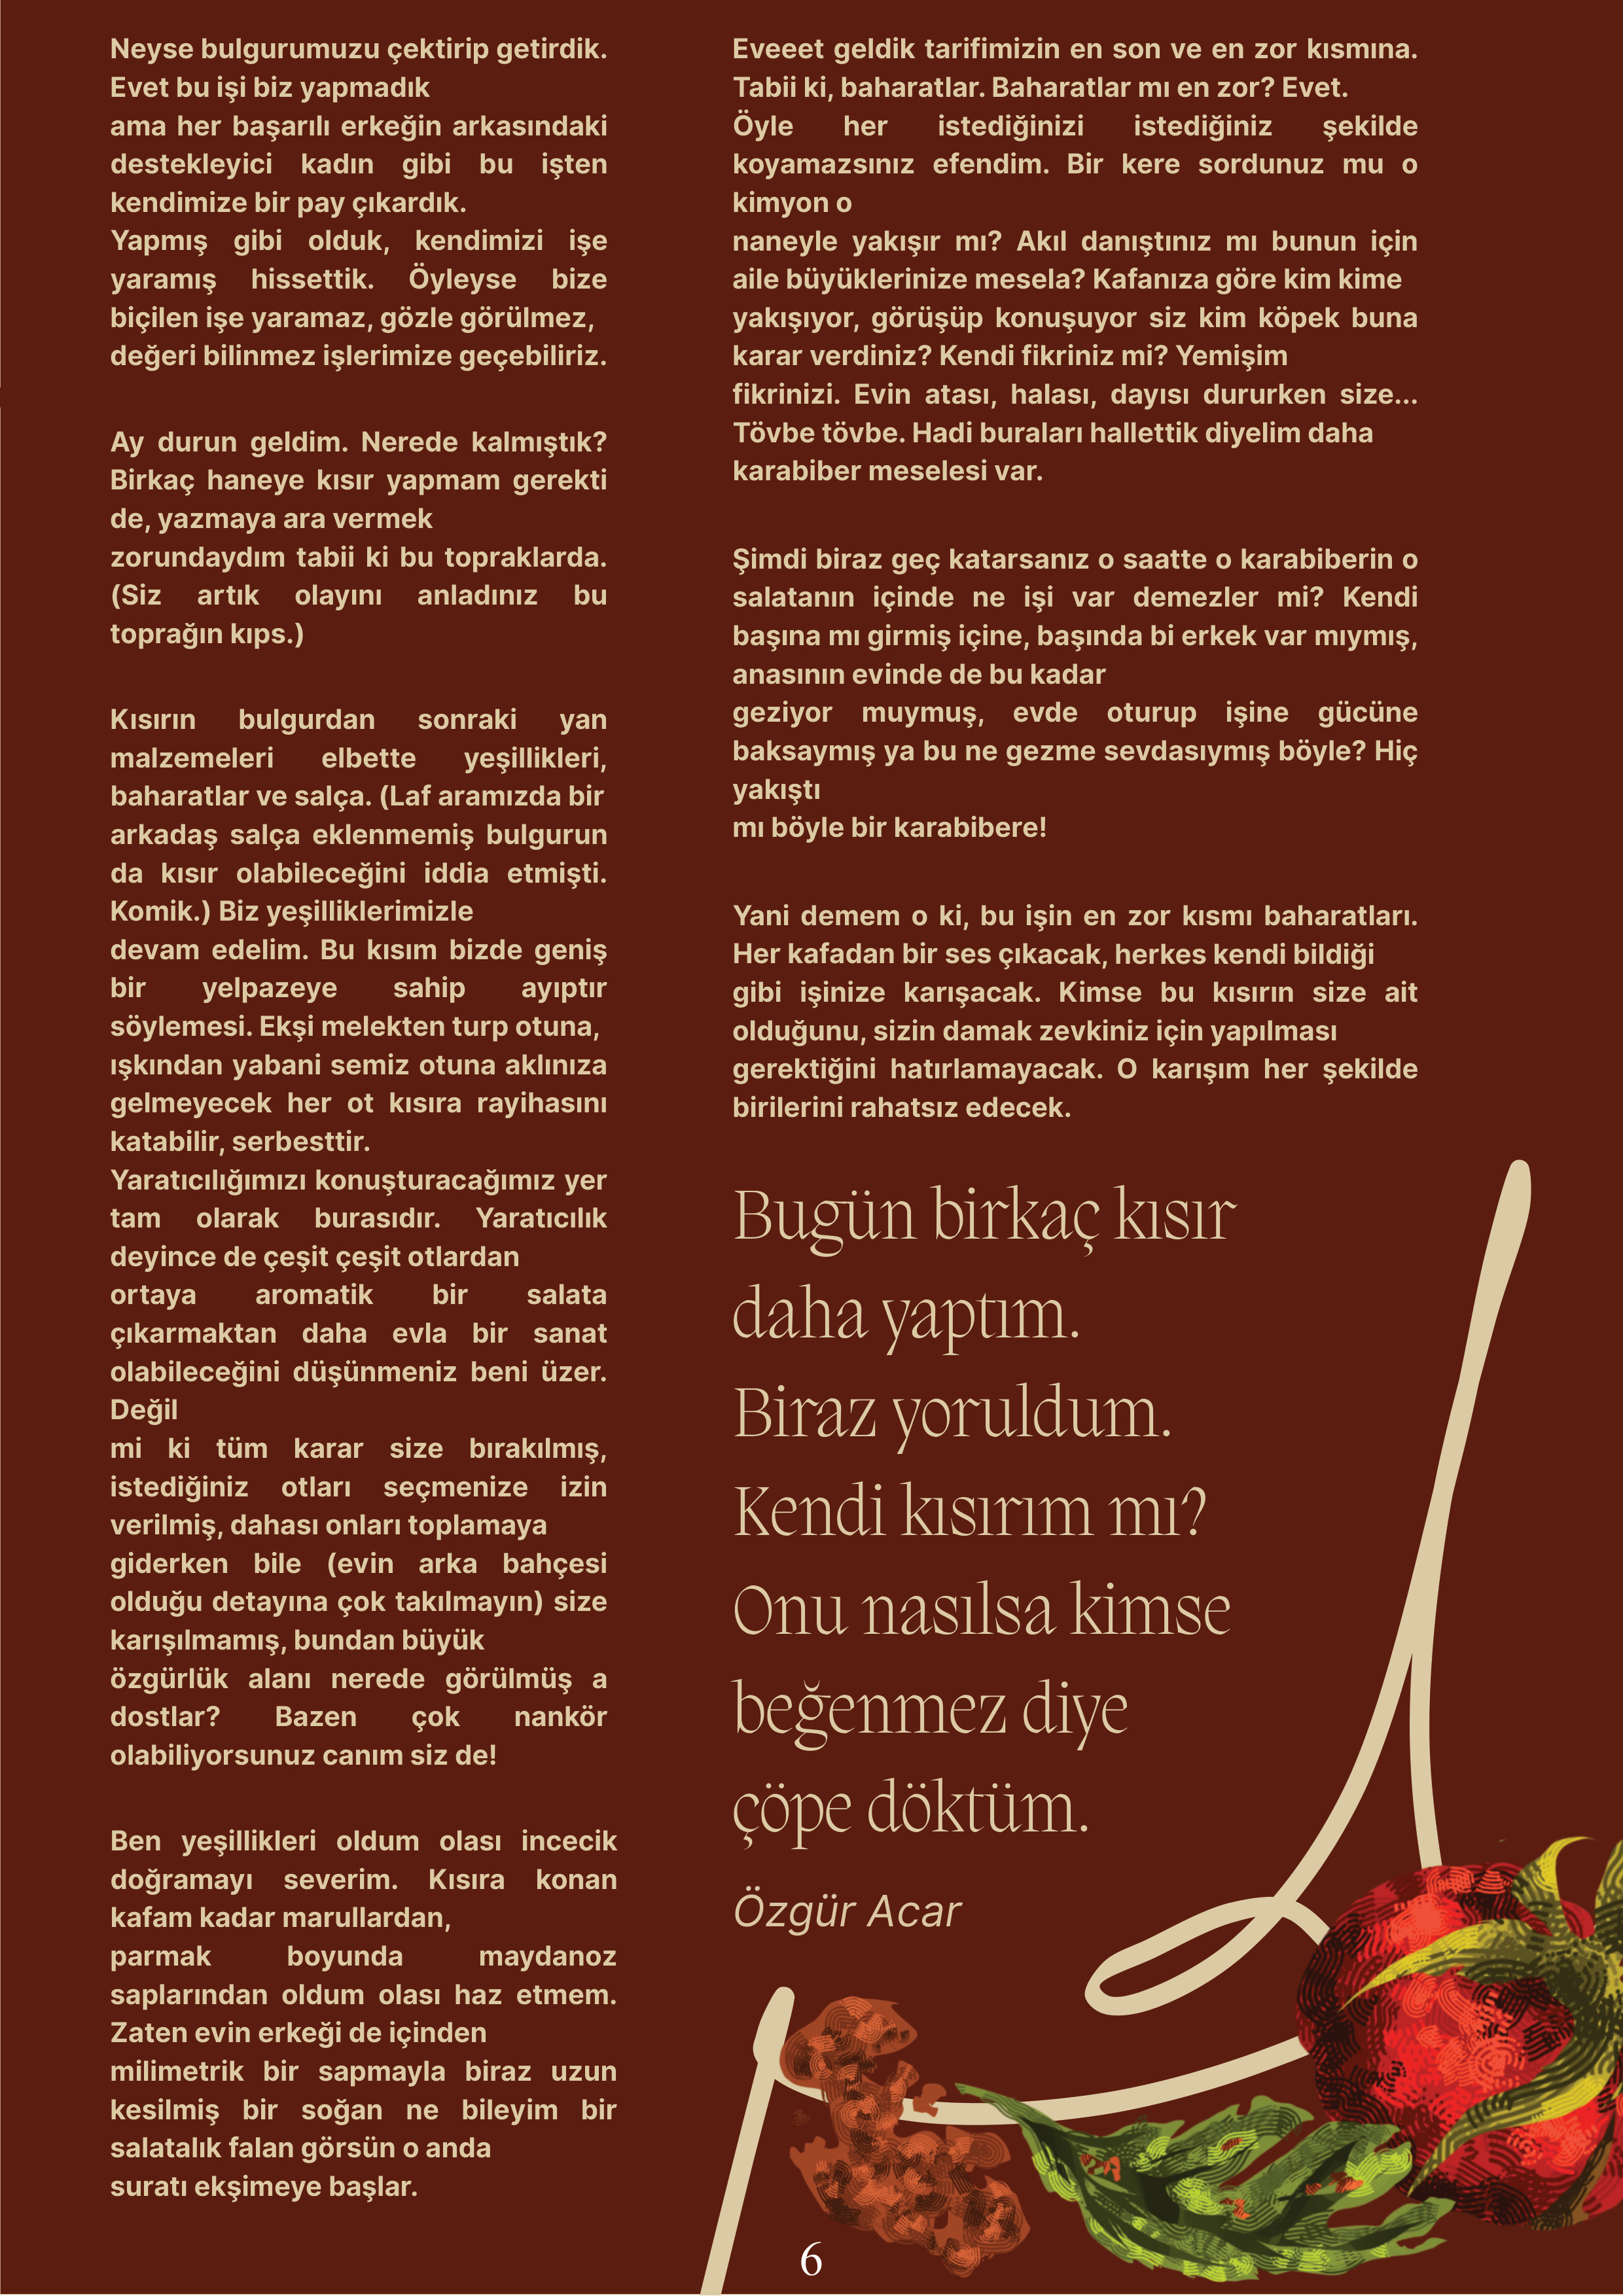 Neyse bulgurumuzu çektirip getirdik.
Evet bu işi biz yapmadık
ama her başarılı erkeğin arkasındaki
destekleyici kadın gibi bu işten
kendimize bir pay çıkardık.
Yapmış gibi olduk, kendimizi işe
yaramış hissettik. Öyleyse bize
biçilen işe yaramaz, gözle görülmez,
değeri bilinmez işlerimize geçebiliriz.

Ay durun geldim. Nerede kalmıştık?
Birkaç haneye kısır yapmam gerekti
de, yazmaya ara vermek
zorundaydım tabii ki bu topraklarda.
(Siz artık olayını anladınız bu
toprağın kıps.)

Kısırın bulgurdan sonraki yan
malzemeleri elbette yeşillikleri,
baharatlar ve salça. (Laf aramızda bir
arkadaş salça eklenmemiş bulgurun
da kısır olabileceğini iddia etmişti.
Komik.) Biz yeşilliklerimizle
devam edelim. Bu kısım bizde geniş
bir yelpazeye sahip ayıptır
söylemesi. Ekşi melekten turp otuna,
ışkından yabani semiz otuna aklınıza
gelmeyecek her ot kısıra rayihasını
katabilir, serbesttir.
Yaratıcılığımızı konuşturacağımız yer
tam olarak burasıdır. Yaratıcılık
deyince de çeşit çeşit otlardan
ortaya aromatik bir salata
çıkarmaktan daha evla bir sanat
olabileceğini düşünmeniz beni üzer.
Değil
mi ki tüm karar size bırakılmış,
istediğiniz otları seçmenize izin
verilmiş, dahası onları toplamaya
giderken bile (evin arka bahçesi
olduğu detayına çok takılmayın) size
karışılmamış, bundan büyük
özgürlük alanı nerede görülmüş a
dostlar? Bazen çok nankör
olabiliyorsunuz canım siz de!

Ben yeşillikleri oldum olası incecik
doğramayı severim. Kısıra konan
kafam kadar marullardan,
parmak boyunda maydanoz
saplarından oldum olası haz etmem.
Zaten evin erkeği de içinden
milimetrik bir sapmayla biraz uzun
kesilmiş bir soğan ne bileyim bir
salatalık falan görsün o anda
suratı ekşimeye başlar.

Eveeet geldik tarifimizin en son ve en zor kısmına.
Tabii ki, baharatlar. Baharatlar mı en zor? Evet.
Öyle her istediğinizi istediğiniz şekilde
koyamazsınız efendim. Bir kere sordunuz mu o
kimyon o
naneyle yakışır mı? Akıl danıştınız mı bunun için
aile büyüklerinize mesela? Kafanıza göre kim kime
yakışıyor, görüşüp konuşuyor siz kim köpek buna
karar verdiniz? Kendi fikriniz mi? Yemişim
fikrinizi. Evin atası, halası, dayısı dururken size...
Tövbe tövbe. Hadi buraları hallettik diyelim daha
karabiber meselesi var.

Şimdi biraz geç katarsanız o saatte o karabiberin o
salatanın içinde ne işi var demezler mi? Kendi
başına mı girmiş içine, başında bi erkek var mıymış,
anasının evinde de bu kadar
geziyor muymuş, evde oturup işine gücüne
baksaymış ya bu ne gezme sevdasıymış böyle? Hiç
yakıştı
mı böyle bir karabibere!

Yani demem o ki, bu işin en zor kısmı baharatları.
Her kafadan bir ses çıkacak, herkes kendi bildiği
gibi işinize karışacak. Kimse bu kısırın size ait
olduğunu, sizin damak zevkiniz için yapılması
gerektiğini hatırlamayacak. O karışım her şekilde
birilerini rahatsız edecek.

Bugün birkaç kısır
daha yaptım.
Biraz yoruldum.
Kendi kısırım mı?
Onu nasılsa kimse
beğenmez diye
çöpe döktüm.
Özgür Acar
6